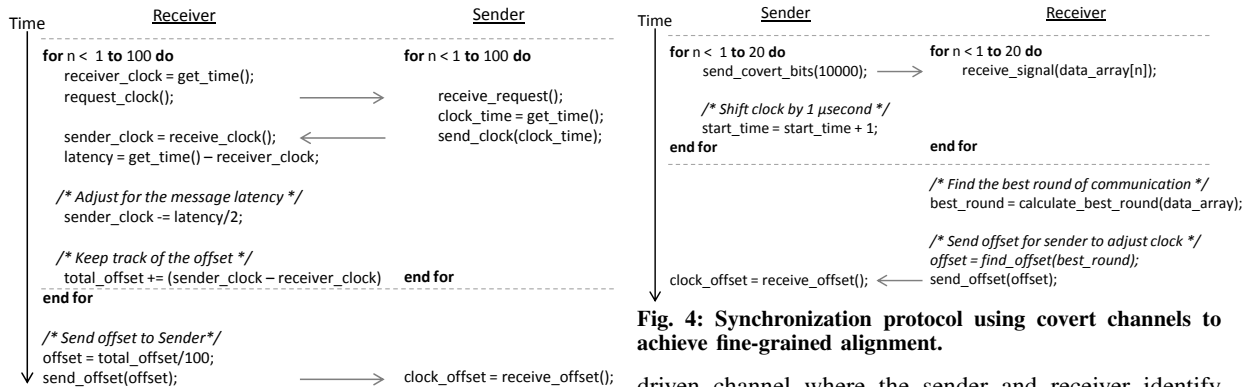 Time
Receiver
Sender
for n < 1 to 100 do
receiver_clock = get_time();
request_clock();
sender_clock = receive_clock();
latency = get_time() – receiver_clock;
/* Adjust for the message latency */
sender_clock -= latency/2;
/* Keep track of the offset */
total_offset += (sender_clock – receiver_clock)
end for
/* Send offset to Sender*/
offset = total_offset/100;
send_offset(offset);
for n < 1 to 100 do
receive_request();
clock_time = get_time();
send_clock(clock_time);
end for
clock_offset = receive_offset();
Time
Sender
Receiver
for n < 1 to 20 do
send_covert_bits(10000);
/* Shift clock by 1 µsecond */
start_time = start_time + 1;
end for
clock_offset = receive_offset();
for n < 1 to 20 do
receive_signal(data_array[n]);
end for
/* Find the best round of communication */
best_round = calculate_best_round(data_array);
/* Send offset for sender to adjust clock */
offset = find_offset(best_round);
send_offset(offset);
Fig. 4: Synchronization protocol using covert channels to
achieve fine-grained alignment.
driven channel where the sender and receiver identify